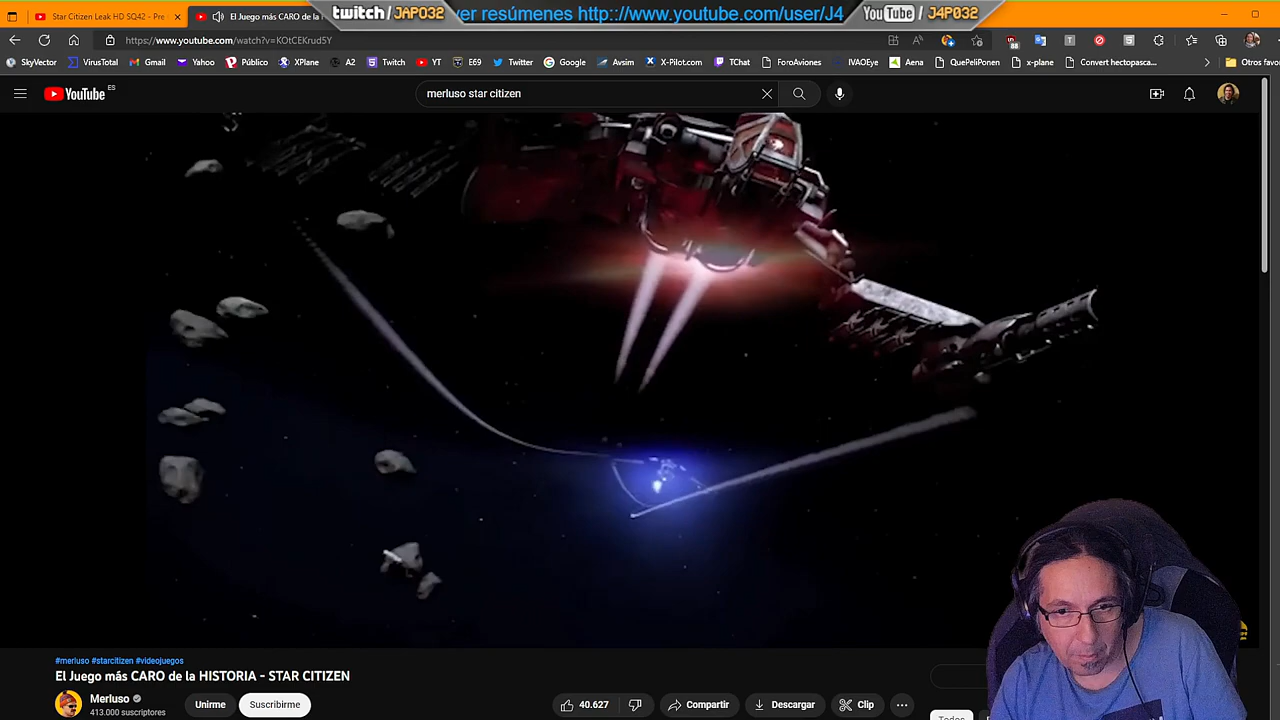 Star Citizen Leak HD SQ42 - Pre
El Juego más CARO de la
twitch / JAPO32
ver resúmenes http://www.youtube.com/user/J4
YouTube / J4P032
https://www.youtube.com/watch?v=KOtCEKrud5Y
88
SkyVector
VirusTotal
Gmail
Yahoo
Público
XPlane
A2
Twitch
YT
E69
Twitter
Google
Avsim
X-Pilot.com
TChat
ForoAviones
IVAOEye
Aena
QuePeliPonen
x-plane
Convert hectopasca...
Otros favo
YouTube ES
merluso star citizen
#merluso #starcitizen #videojuegos
El Juego más CARO de la HISTORIA - STAR CITIZEN
Merluso
413.000 suscriptores
Unirme
Suscribirme
40.627
Compartir
Descargar
Clip
Todos